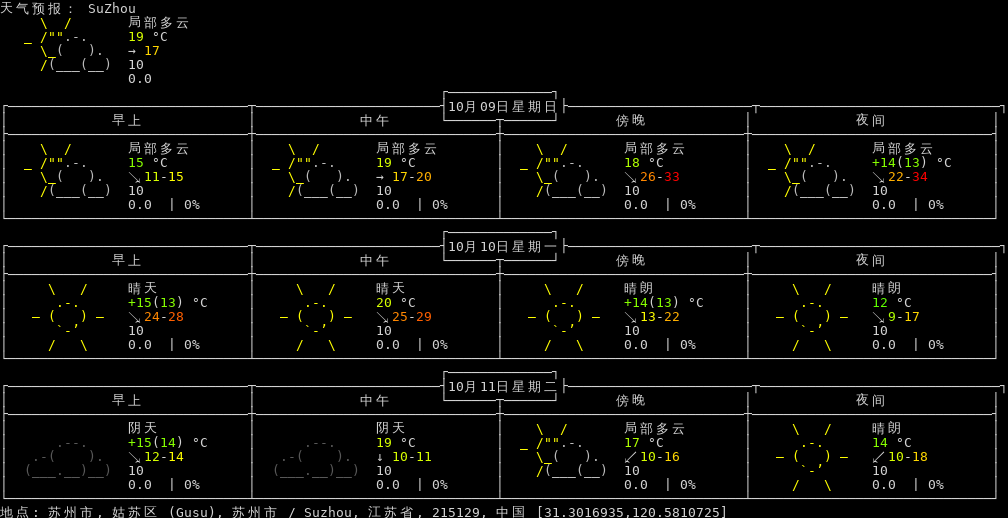 天气预报： SuZhou
局部多云
19 °C
→ 17
10
0.0
10月09日星期日
早上 中午 傍晚 夜间
局部多云 局部多云 局部多云 局部多云
15 °C 19 °C 18 °C +14(13) °C
↘ 11-15 → 17-20 ↘ 26-33 ↘ 22-34
10 10 10 10
0.0 | 0% 0.0 | 0% 0.0 | 0% 0.0 | 0%
10月10日星期一
早上 中午 傍晚 夜间
晴天 晴天 晴朗 晴朗
+15(13) °C 20 °C +14(13) °C 12 °C
↘ 24-28 ↘ 25-29 ↘ 13-22 ↘ 9-17
10 10 10 10
0.0 | 0% 0.0 | 0% 0.0 | 0% 0.0 | 0%
10月11日星期二
早上 中午 傍晚 夜间
阴天 阴天 局部多云 晴朗
+15(14) °C 19 °C 17 °C 14 °C
↘ 12-14 ↓ 10-11 ↙ 10-16 ↙ 10-18
10 10 10 10
0.0 | 0% 0.0 | 0% 0.0 | 0% 0.0 | 0%
地点: 苏州市, 姑苏区 (Gusu), 苏州市 / Suzhou, 江苏省, 215129, 中国 [31.3016935,120.5810725]